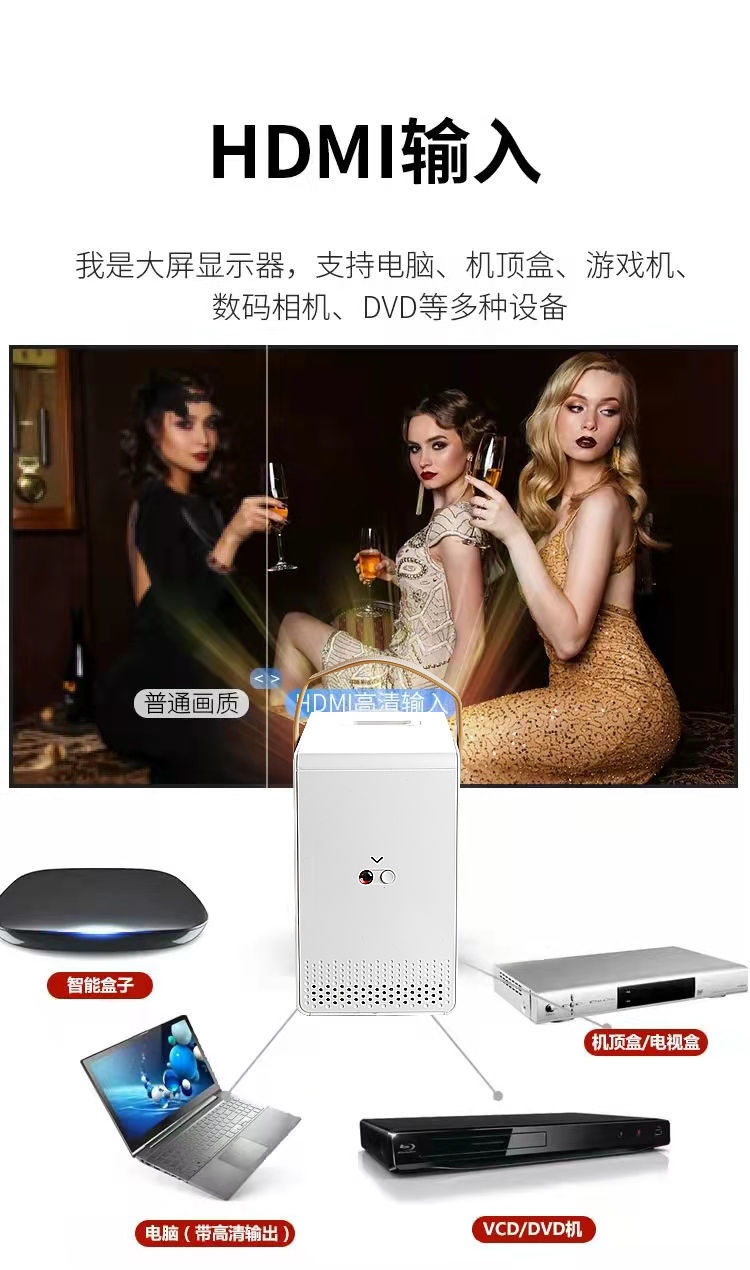 HDMI输入
我是大屏显示器，支持电脑、机顶盒、游戏机、
数码相机、DVD等多种设备
< >
普通画质
HDMI高清输入
智能盒子
机顶盒/电视盒
电脑（带高清输出）
VCD/DVD机